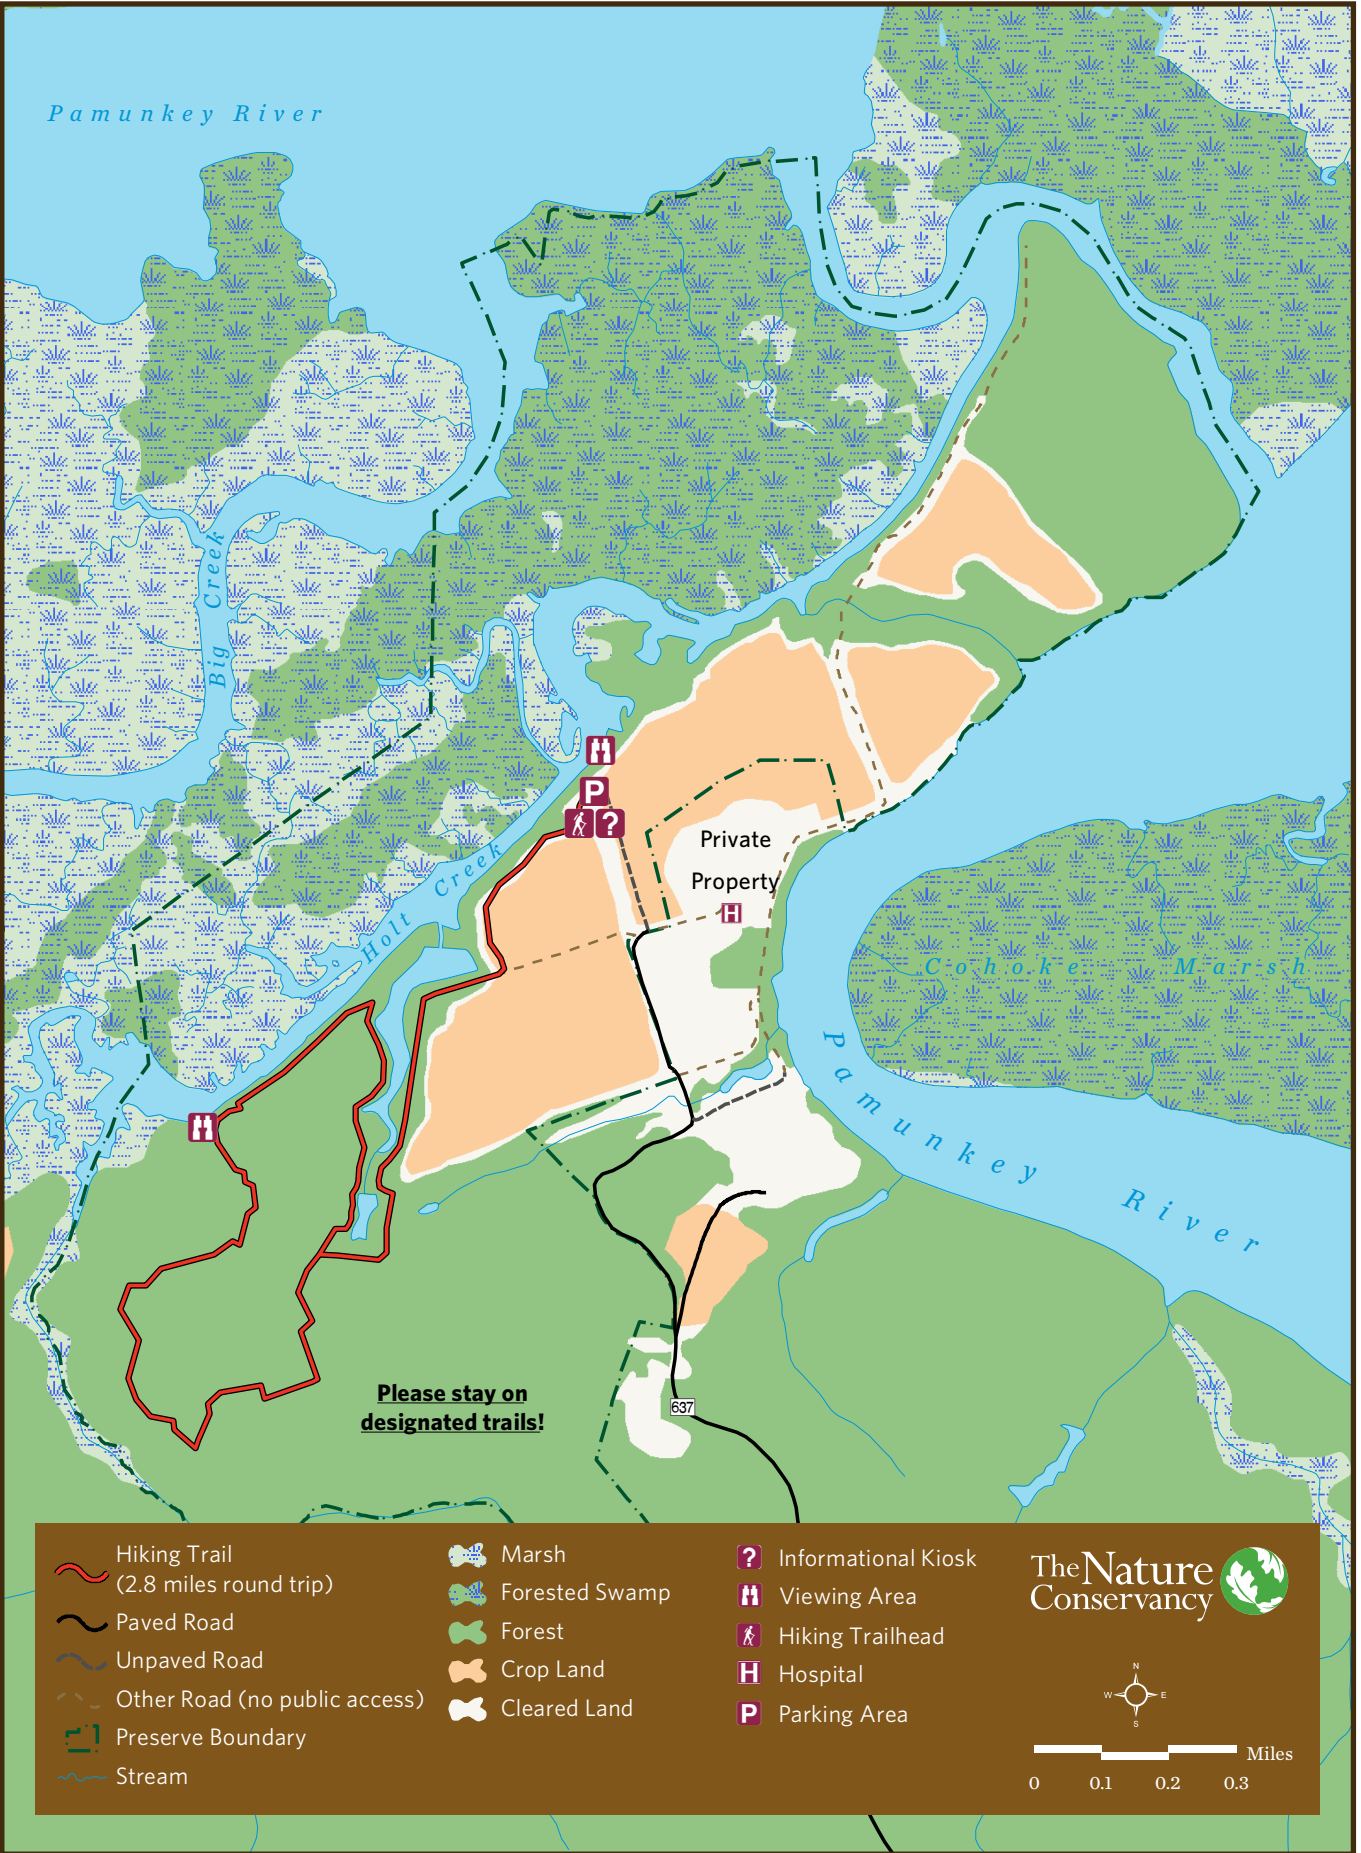 Pamunkey River
Big Creek
Holt Creek
P
?
Private
Property
H
Cohoke Marsh
Pamunkey River
Please stay on
designated trails!
637
Hiking Trail
(2.8 miles round trip)
Paved Road
Unpaved Road
Other Road (no public access)
Preserve Boundary
Stream
Marsh
Forested Swamp
Forest
Crop Land
Cleared Land
? Informational Kiosk
Viewing Area
Hiking Trailhead
H Hospital
P Parking Area
The Nature
Conservancy
N
W E
S
Miles
0 0.1 0.2 0.3